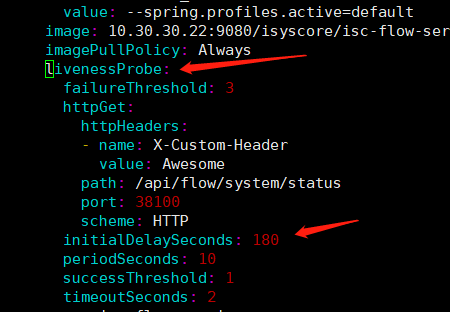 value: --spring.profiles.active=default
image: 10.30.30.22:9080/isyscore/isc-flow-ser
imagePullPolicy: Always
livenessProbe:
failureThreshold: 3
httpGet:
httpHeaders:
- name: X-Custom-Header
value: Awesome
path: /api/flow/system/status
port: 38100
scheme: HTTP
initialDelaySeconds: 180
periodSeconds: 10
successThreshold: 1
timeoutSeconds: 2